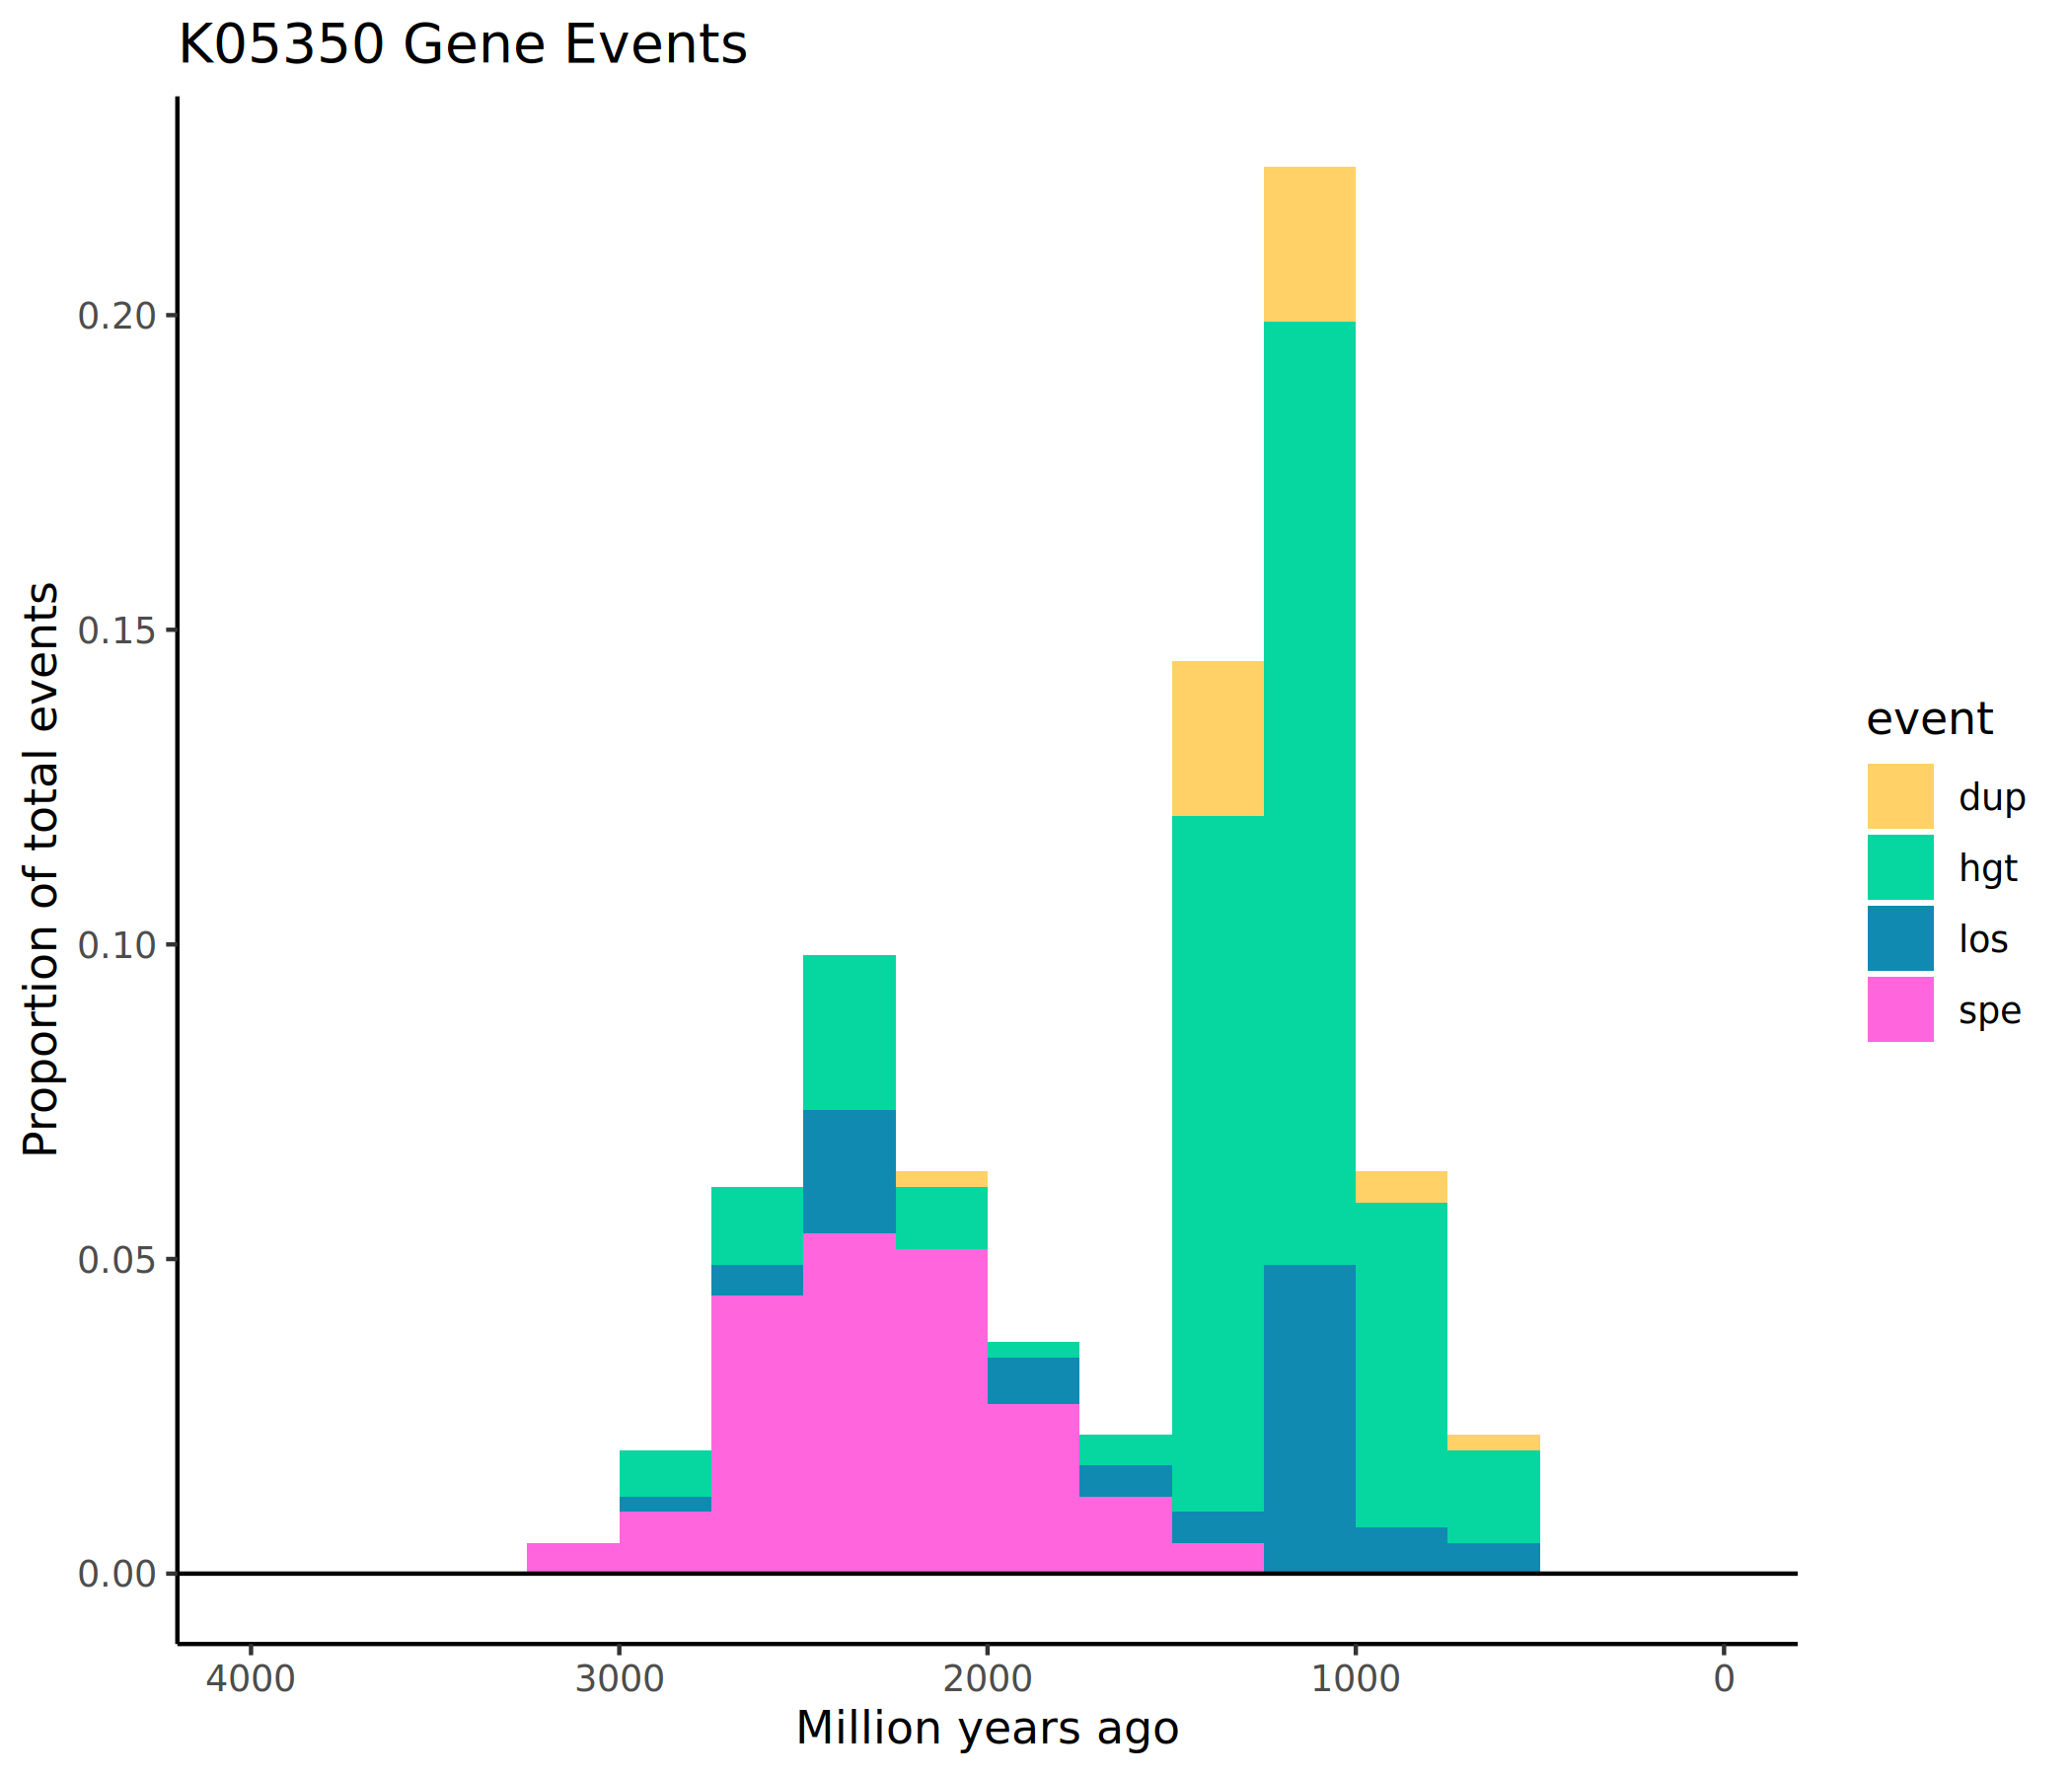 K05350 Gene Events
Proportion of total events
0.20
0.15
0.10
0.05
0.00
4000 3000 2000 1000 0
Million years ago
event
dup
hgt
los
spe